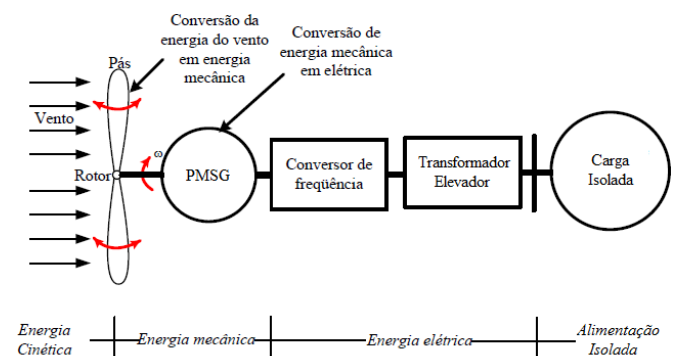 Conversão da
energia do vento
em energia
mecânica
Conversão de
energia mecânica
em elétrica
Pás
Vento
Rotor
ω
PMSG
Conversor de
freqüência
Transformador
Elevador
Carga
Isolada
Energia
Cinética
Energia mecânica
Energia elétrica
Alimentação
Isolada